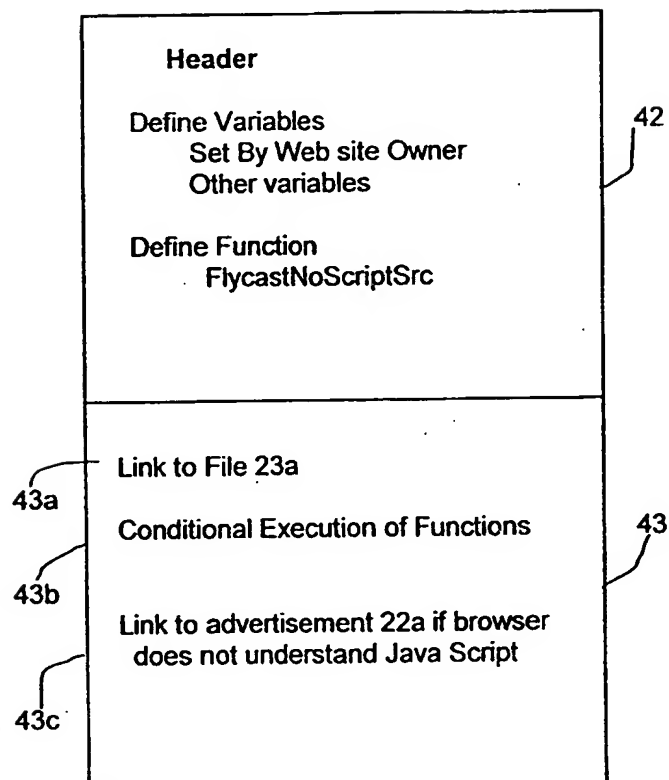 Header
Define Variables
Set By Web site Owner
Other variables
42
Define Function
FlycastNoScriptSrc
Link to File 23a
43a
Conditional Execution of Functions
43
43b
Link to advertisement 22a if browser
does not understand Java Script
43c